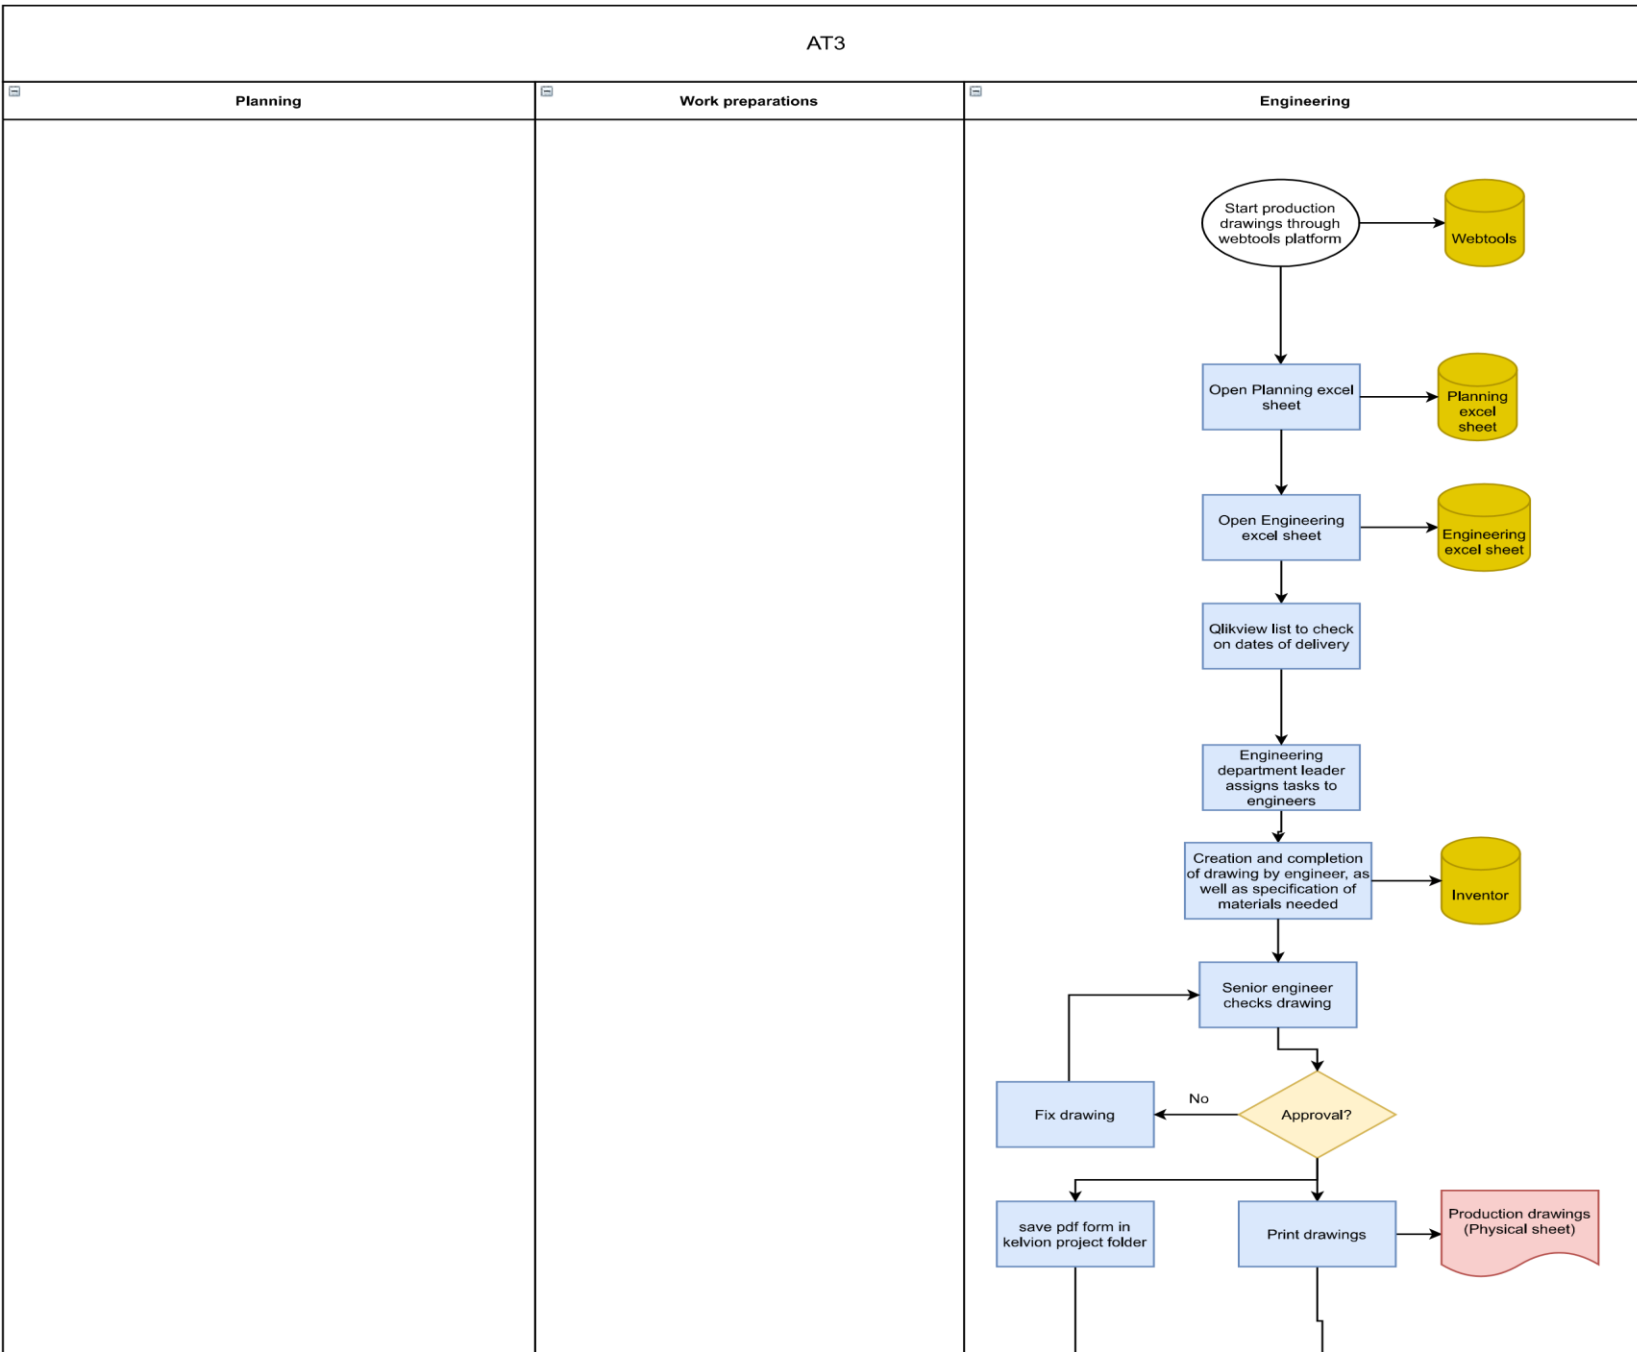 AT3
Planning
Work preparations
Engineering
Start production
drawings through
webtools platform
Webtools
Open Planning excel
sheet
Planning
excel
sheet
Open Engineering
excel sheet
Engineering
excel sheet
Qlikview list to check
on dates of delivery
Engineering
department leader
assigns tasks to
engineers
Creation and completion
of drawing by engineer, as
well as specification of
materials needed
Inventor
Senior engineer
checks drawing
Fix drawing
No
Approval?
save pdf form in
kelvion project folder
Print drawings
Production drawings
(Physical sheet)